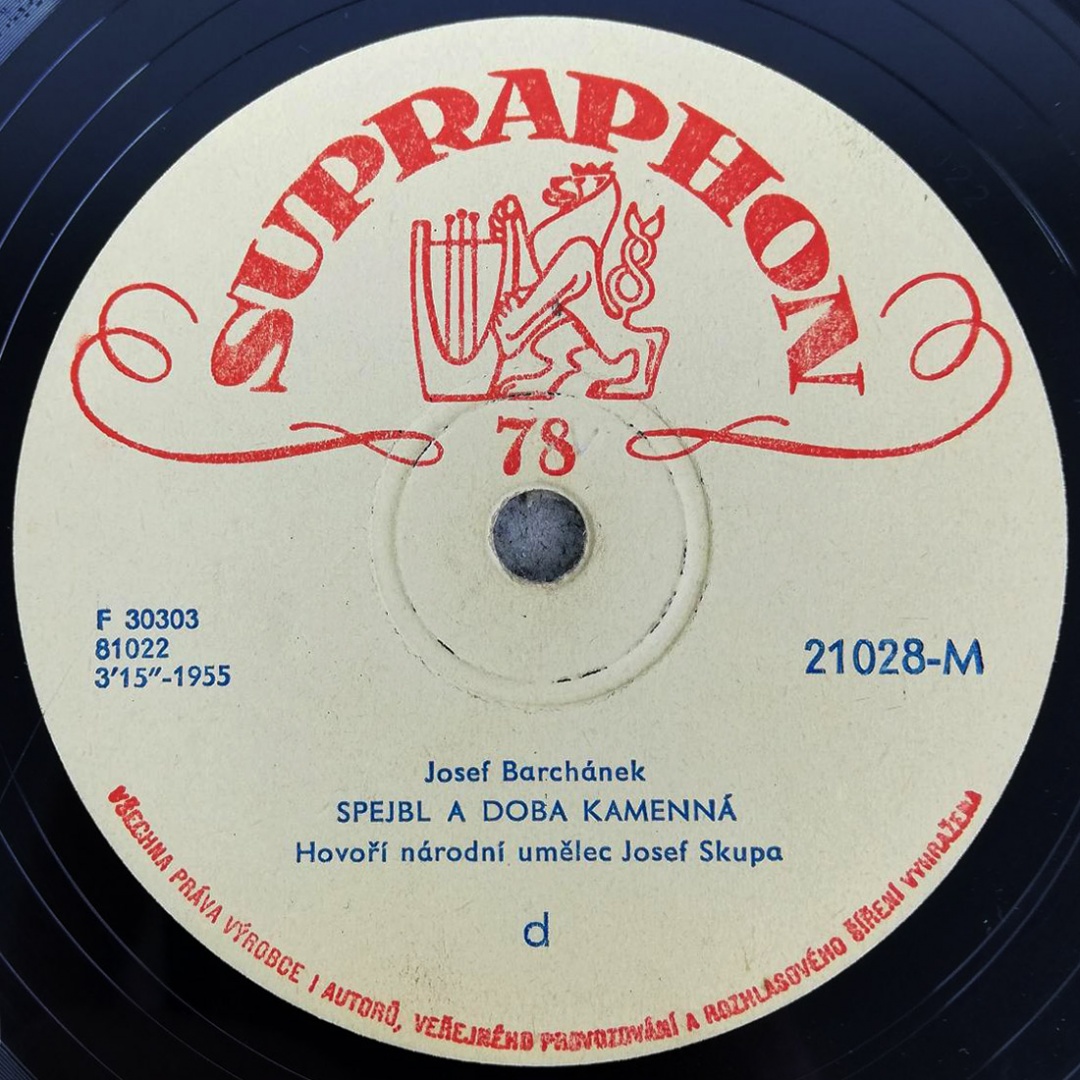 SUPRAPHON
78
F 30303
81022
3'15"-1955
21028-M
Josef Barchánek
SPEJBL A DOBA KAMENNÁ
Hovoří národní umělec Josef Skupa
d
VŠECHNA PRÁVA VÝROBCE I AUTORŮ, VEŘEJNÉHO PROVOZOVÁNÍ A ROZHLASOVÉHO ŠÍŘENÍ VYHRAŽENA